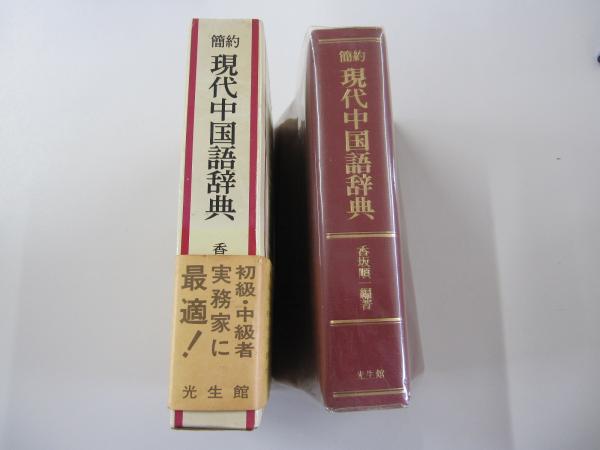 簡約
現代中国語辞典
香
初級・中級者
実務家に
最適！
光生館
簡約
現代中国語辞典
香坂順一編著
光生館